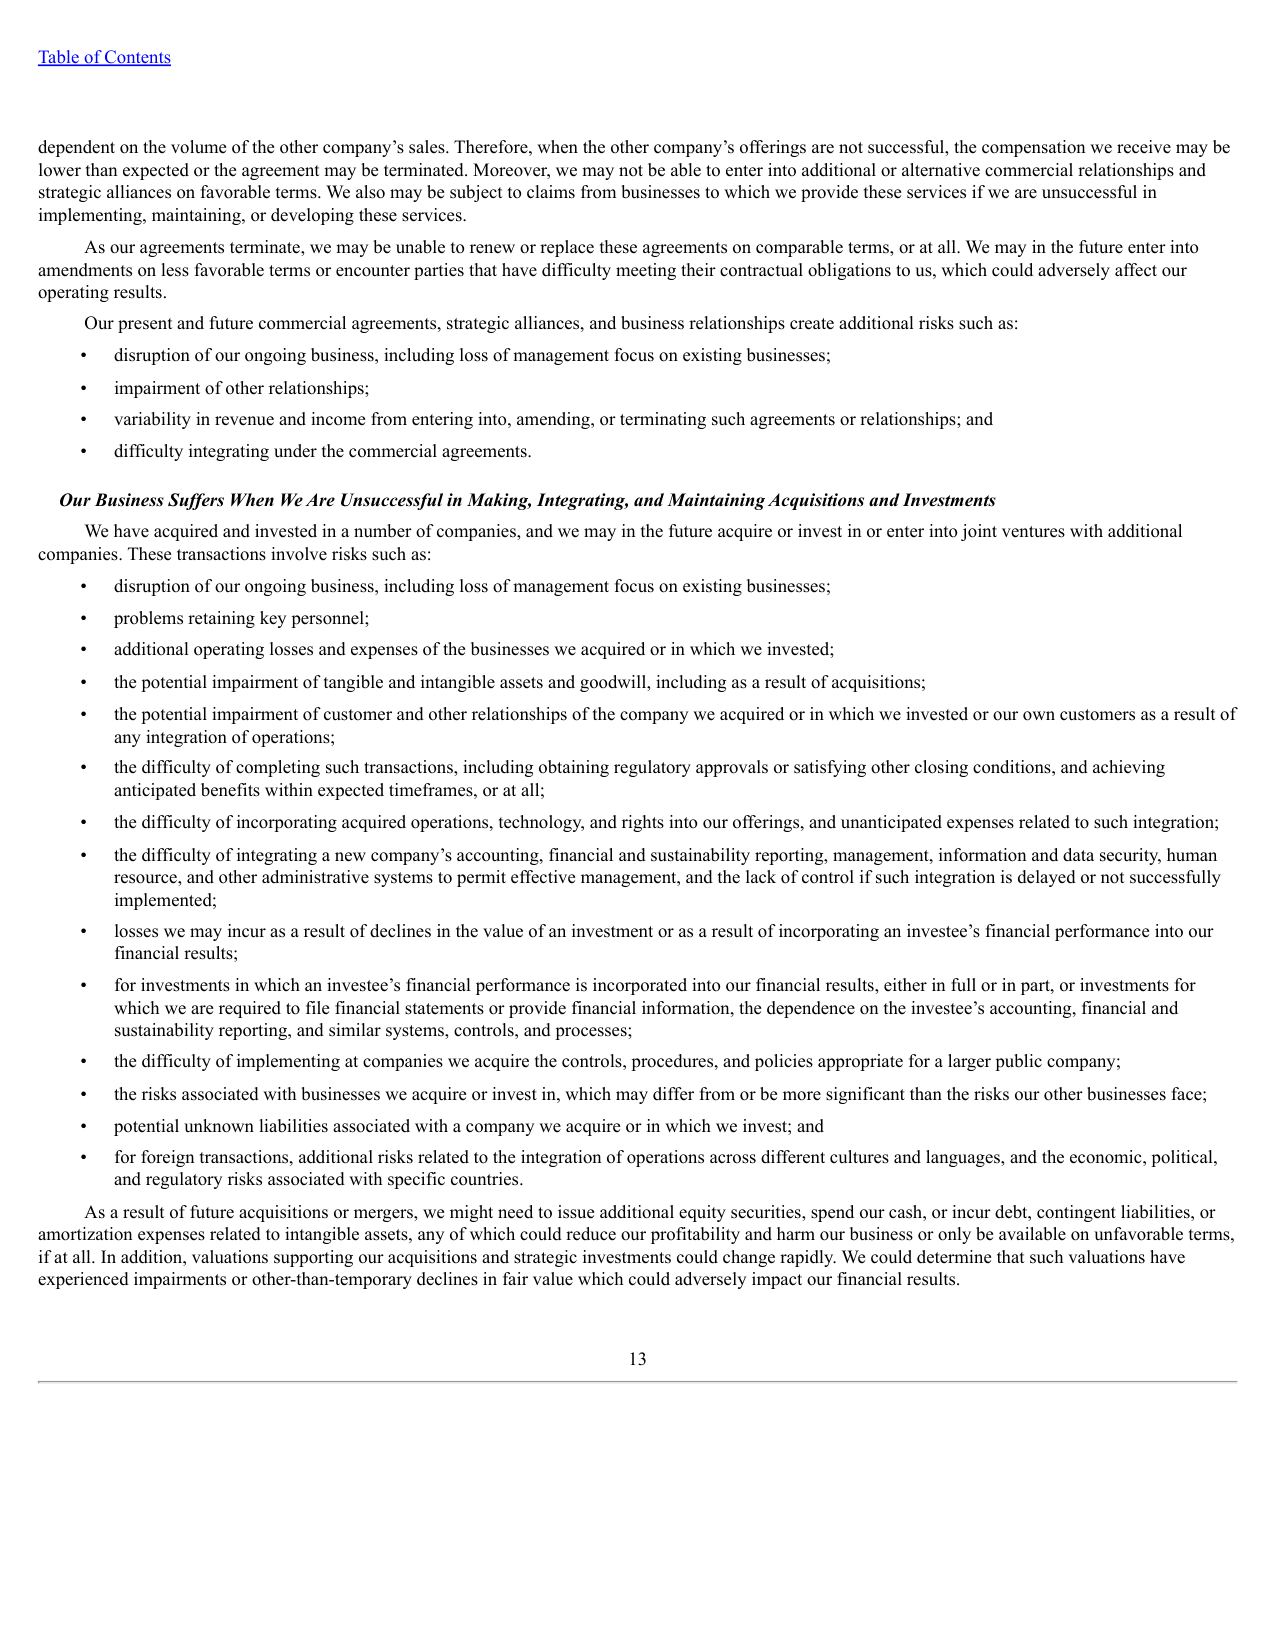 Table of Contents
dependent on the volume of the other company’s sales. Therefore, when the other company’s offerings are not successful, the compensation we receive may be
lower than expected or the agreement may be terminated. Moreover, we may not be able to enter into additional or alternative commercial relationships and
strategic alliances on favorable terms. We also may be subject to claims from businesses to which we provide these services if we are unsuccessful in
implementing, maintaining, or developing these services.
As our agreements terminate, we may be unable to renew or replace these agreements on comparable terms, or at all. We may in the future enter into
amendments on less favorable terms or encounter parties that have difficulty meeting their contractual obligations to us, which could adversely affect our
operating results.
Our present and future commercial agreements, strategic alliances, and business relationships create additional risks such as:
• disruption of our ongoing business, including loss of management focus on existing businesses;
• impairment of other relationships;
• variability in revenue and income from entering into, amending, or terminating such agreements or relationships; and
• difficulty integrating under the commercial agreements.
Our Business Suffers When We Are Unsuccessful in Making, Integrating, and Maintaining Acquisitions and Investments
We have acquired and invested in a number of companies, and we may in the future acquire or invest in or enter into joint ventures with additional
companies. These transactions involve risks such as:
• disruption of our ongoing business, including loss of management focus on existing businesses;
• problems retaining key personnel;
• additional operating losses and expenses of the businesses we acquired or in which we invested;
• the potential impairment of tangible and intangible assets and goodwill, including as a result of acquisitions;
• the potential impairment of customer and other relationships of the company we acquired or in which we invested or our own customers as a result of
any integration of operations;
• the difficulty of completing such transactions, including obtaining regulatory approvals or satisfying other closing conditions, and achieving
anticipated benefits within expected timeframes, or at all;
• the difficulty of incorporating acquired operations, technology, and rights into our offerings, and unanticipated expenses related to such integration;
• the difficulty of integrating a new company’s accounting, financial and sustainability reporting, management, information and data security, human
resource, and other administrative systems to permit effective management, and the lack of control if such integration is delayed or not successfully
implemented;
• losses we may incur as a result of declines in the value of an investment or as a result of incorporating an investee’s financial performance into our
financial results;
• for investments in which an investee’s financial performance is incorporated into our financial results, either in full or in part, or investments for
which we are required to file financial statements or provide financial information, the dependence on the investee’s accounting, financial and
sustainability reporting, and similar systems, controls, and processes;
• the difficulty of implementing at companies we acquire the controls, procedures, and policies appropriate for a larger public company;
• the risks associated with businesses we acquire or invest in, which may differ from or be more significant than the risks our other businesses face;
• potential unknown liabilities associated with a company we acquire or in which we invest; and
• for foreign transactions, additional risks related to the integration of operations across different cultures and languages, and the economic, political,
and regulatory risks associated with specific countries.
As a result of future acquisitions or mergers, we might need to issue additional equity securities, spend our cash, or incur debt, contingent liabilities, or
amortization expenses related to intangible assets, any of which could reduce our profitability and harm our business or only be available on unfavorable terms,
if at all. In addition, valuations supporting our acquisitions and strategic investments could change rapidly. We could determine that such valuations have
experienced impairments or other-than-temporary declines in fair value which could adversely impact our financial results.
13